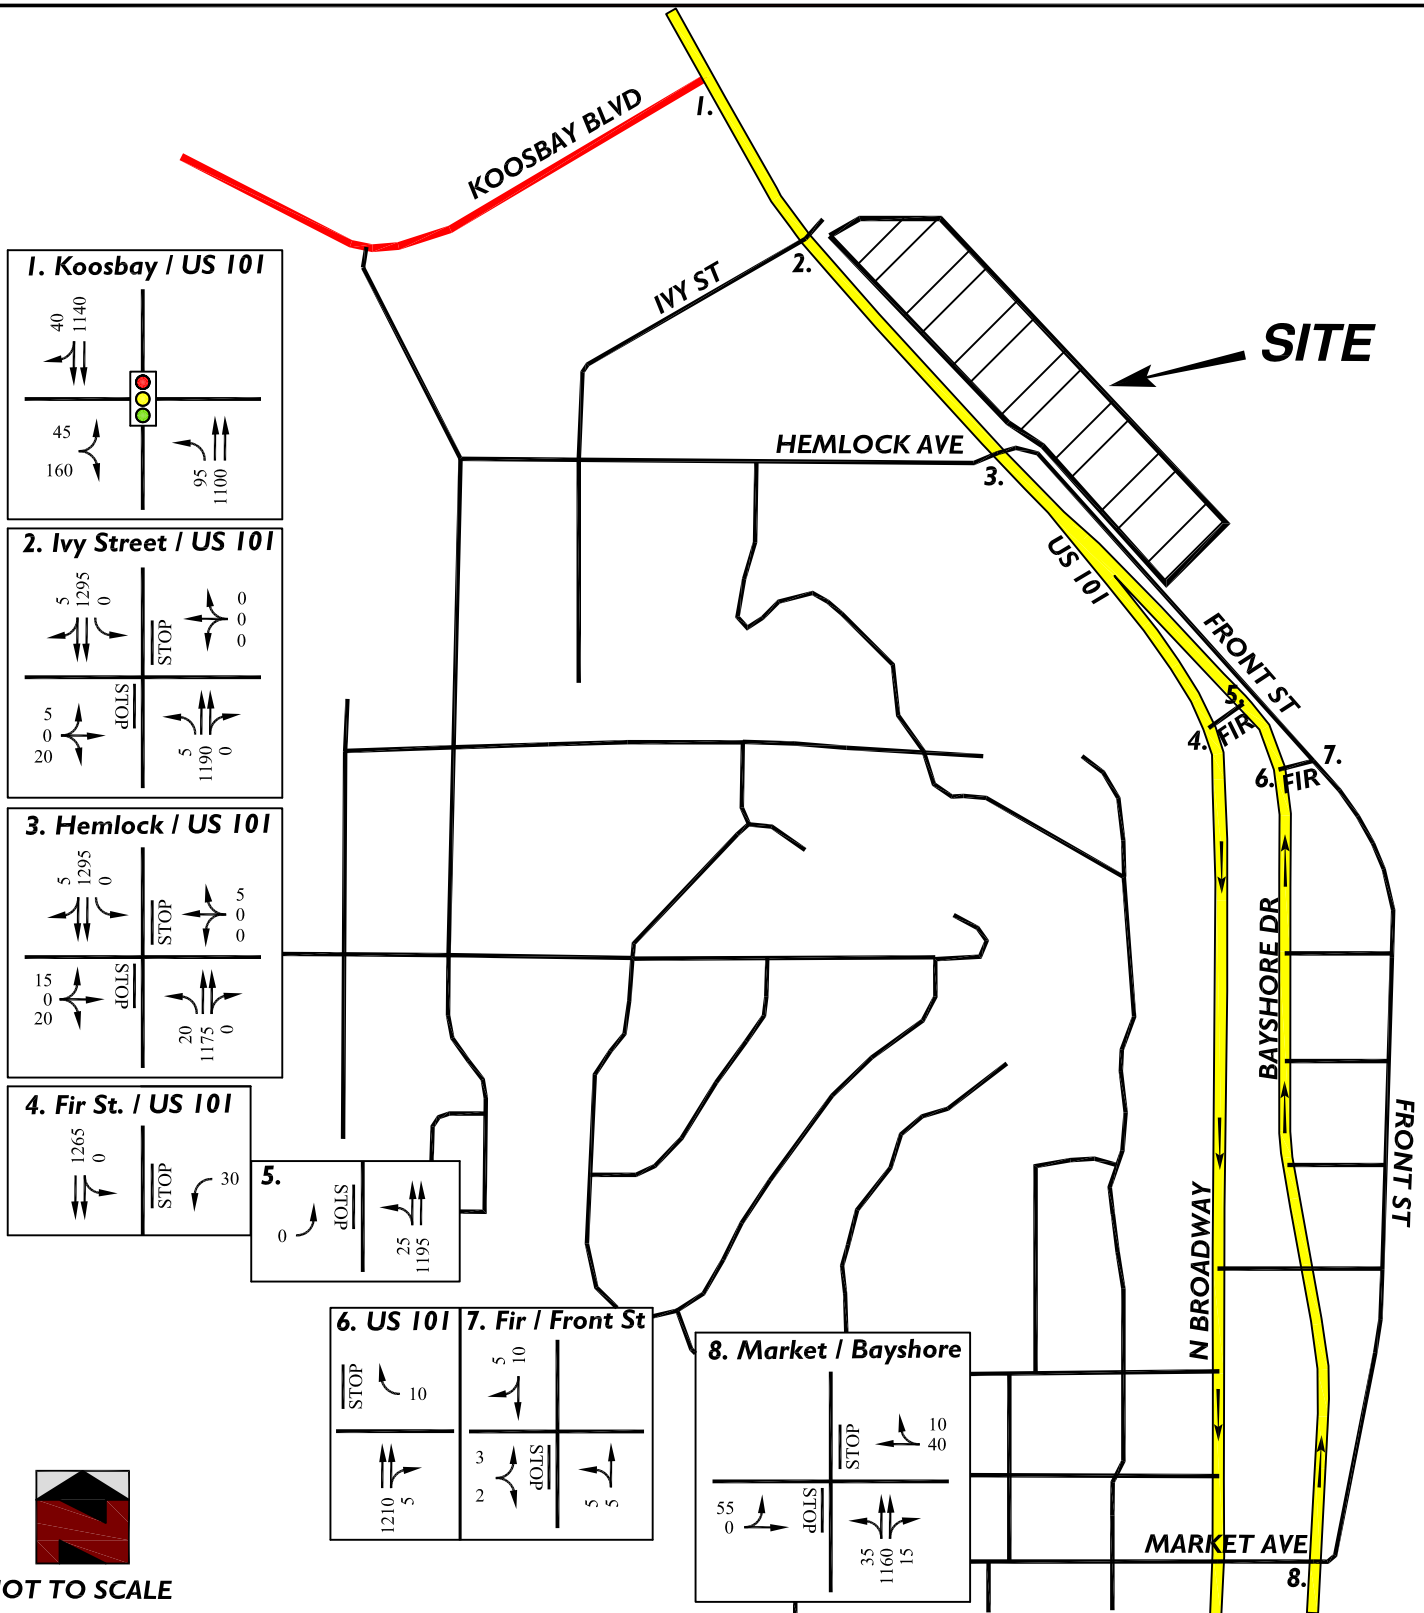 KOOSBAY BLVD
1.
IVY ST
2.
SITE
HEMLOCK AVE
3.
US 101
FRONT ST
5.
4.
FIR
6.
FIR
7.
BAYSHORE DR
N BROADWAY
FRONT ST
MARKET AVE
8.
1. Koosbay / US 101
40
1140
45
160
95
1100
2. Ivy Street / US 101
5
1295
0
STOP
0
0
0
5
0
20
STOP
5
1190
0
3. Hemlock / US 101
5
1295
0
STOP
5
0
0
15
0
20
STOP
20
1175
0
4. Fir St. / US 101
1265
0
STOP
30
5.
0
STOP
25
1195
6. US 101
STOP
10
1210
5
7. Fir / Front St
5
10
3
2
STOP
5
5
8. Market / Bayshore
STOP
10
40
55
0
STOP
35
1160
15
OT TO SCALE